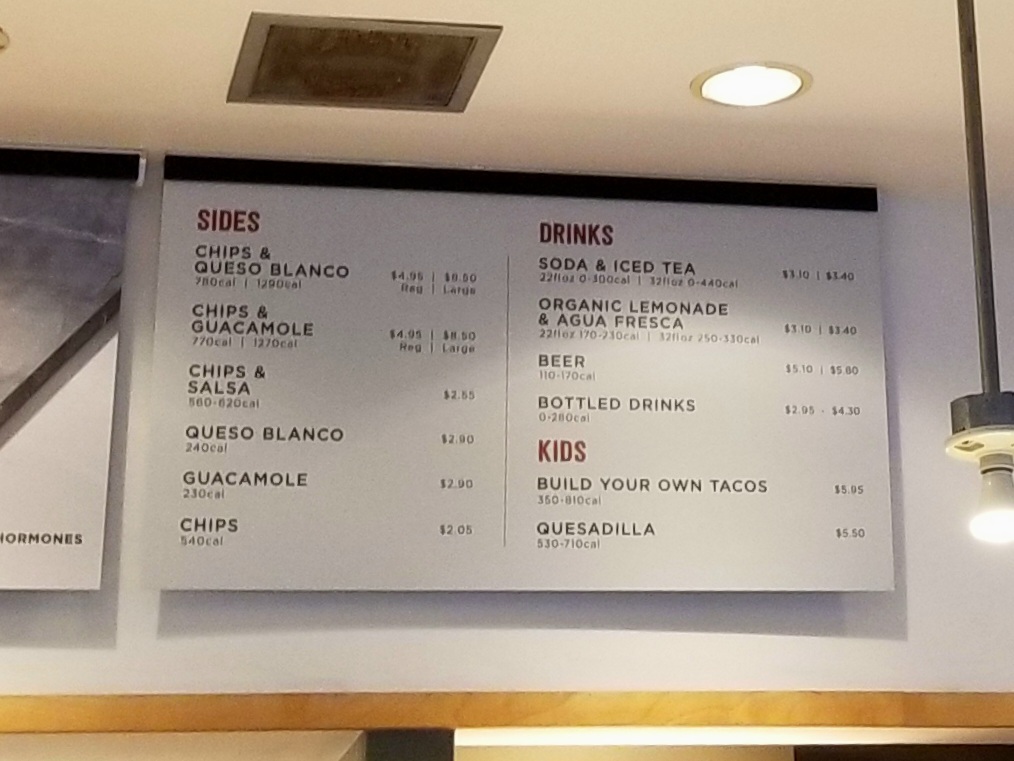 SIDES
CHIPS &
QUESO BLANCO
780cal | 1290cal
$4.95 | $8.50
Reg | Large
CHIPS &
GUACAMOLE
770cal | 1270cal
$4.95 | $8.50
Reg | Large
CHIPS &
SALSA
560-620cal
$2.55
QUESO BLANCO
240cal
$2.90
GUACAMOLE
230cal
$2.90
CHIPS
540cal
$2.05
DRINKS
SODA & ICED TEA
22floz 0-300cal | 32floz 0-440cal
$3.10 | $3.40
ORGANIC LEMONADE
& AGUA FRESCA
22floz 170-230cal | 32floz 250-330cal
$3.10 | $3.40
BEER
110-170cal
$5.10 | $5.60
BOTTLED DRINKS
0-280cal
$2.95 - $4.30
KIDS
BUILD YOUR OWN TACOS
350-810cal
$5.95
QUESADILLA
530-710cal
$5.50
HORMONES